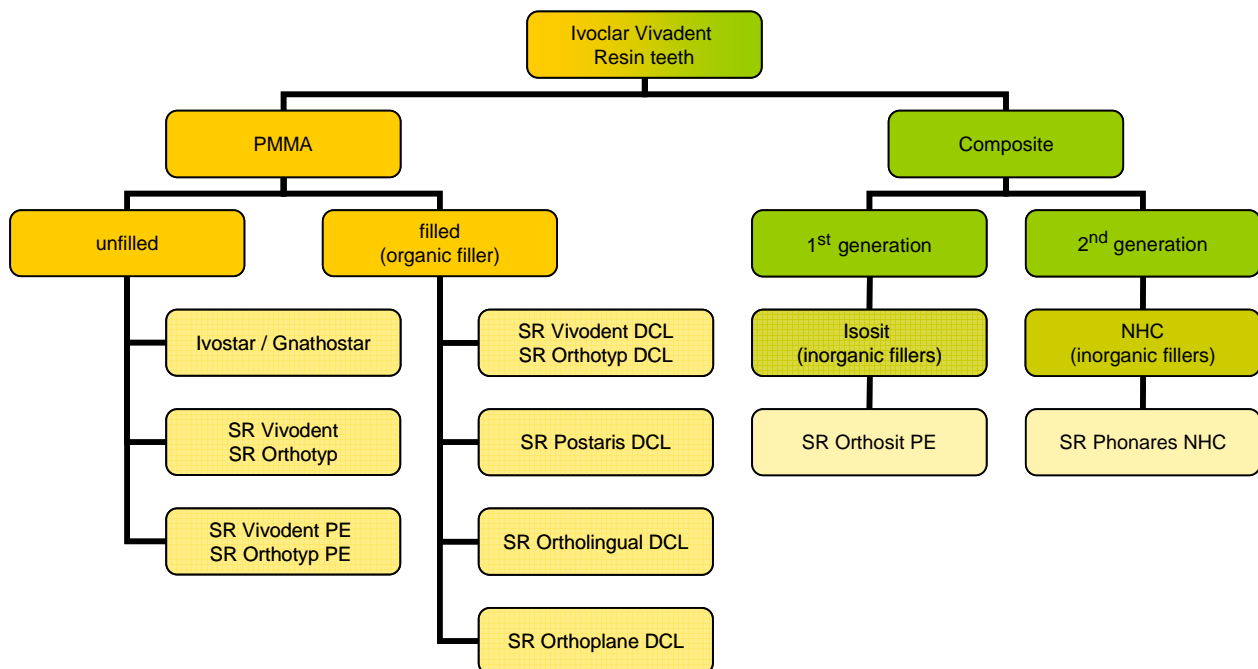 Ivoclar Vivadent
Resin teeth
PMMA
Composite
unfilled
filled
(organic filler)
1st generation
2nd generation
Ivostar / Gnathostar
SR Vivodent DCL
SR Orthotyp DCL
Isosit
(inorganic fillers)
NHC
(inorganic fillers)
SR Vivodent
SR Orthotyp
SR Postaris DCL
SR Orthosit PE
SR Phonares NHC
SR Vivodent PE
SR Orthotyp PE
SR Ortholingual DCL
SR Orthoplane DCL